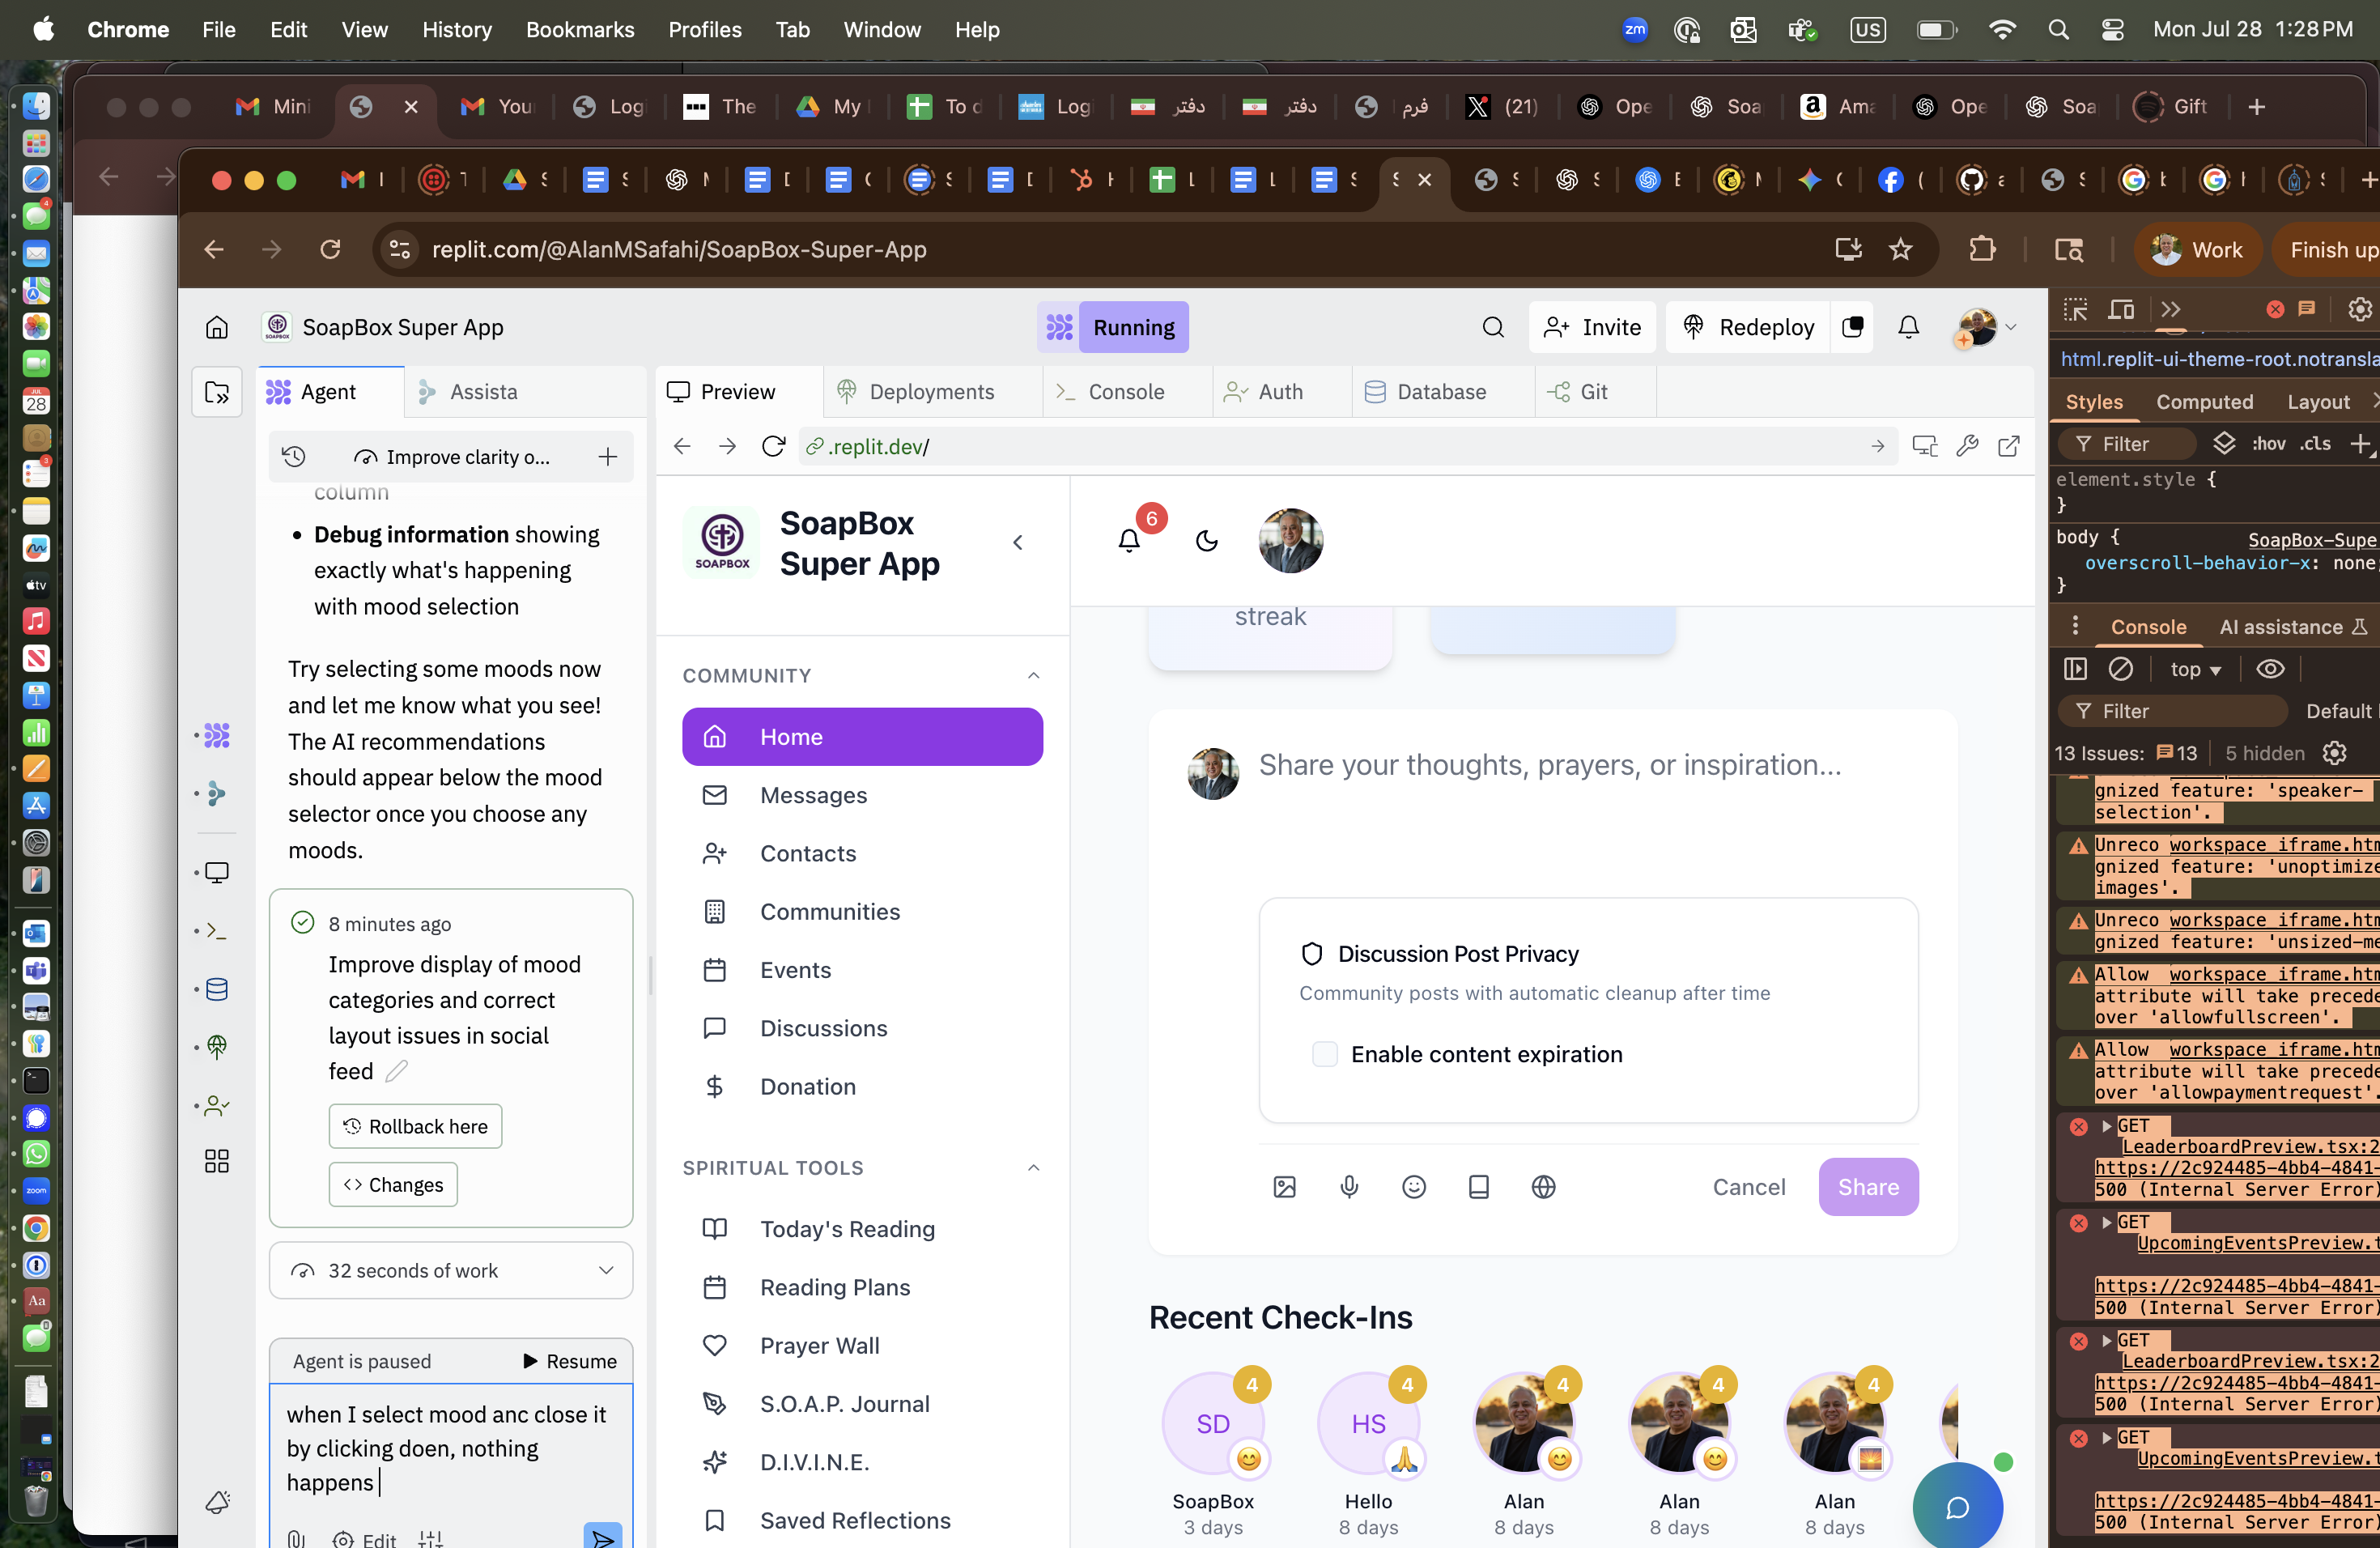 Chrome File Edit View History Bookmarks Profiles Tab Window Help
zm US Mon Jul 28 1:28 PM
Mini You Logi The My To d Logi دفتر دفتر فرم (21) Ope Soa Ama Ope Soa Gift
replit.com/@AlanMSafahi/SoapBox-Super-App
Work Finish up
SoapBox Super App
Running
Invite Redeploy
Agent Assista
Preview Deployments Console Auth Database Git
Improve clarity o...
.replit.dev/
column
• Debug information showing
exactly what's happening
with mood selection
Try selecting some moods now
and let me know what you see!
The AI recommendations
should appear below the mood
selector once you choose any
moods.
8 minutes ago
Improve display of mood
categories and correct
layout issues in social
feed
Rollback here
Changes
32 seconds of work
Agent is paused Resume
when I select mood anc close it
by clicking doen, nothing
happens
Edit
SOAPBOX
SoapBox
Super App
COMMUNITY
Home
Messages
Contacts
Communities
Events
Discussions
Donation
SPIRITUAL TOOLS
Today's Reading
Reading Plans
Prayer Wall
S.O.A.P. Journal
D.I.V.I.N.E.
Saved Reflections
6
streak
Share your thoughts, prayers, or inspiration...
Discussion Post Privacy
Community posts with automatic cleanup after time
Enable content expiration
Cancel Share
Recent Check-Ins
4 4 4 4 4
SD HS
SoapBox Hello Alan Alan Alan
3 days 8 days 8 days 8 days 8 days
html.replit-ui-theme-root.notransla
Styles Computed Layout
Filter :hov .cls
element.style {
}
body { SoapBox-Supe
overscroll-behavior-x: none;
}
Console AI assistance
top
Filter Default
13 Issues: 13 5 hidden
gnized feature: 'speaker-
selection'.
Unreco workspace_iframe.htm
gnized feature: 'unoptimize
images'.
Unreco workspace_iframe.htm
gnized feature: 'unsized-me
Allow workspace_iframe.htm
attribute will take precede
over 'allowfullscreen'.
Allow workspace_iframe.htm
attribute will take precede
over 'allowpaymentrequest'.
GET
LeaderboardPreview.tsx:2
https://2c924485-4bb4-4841-
500 (Internal Server Error)
GET
UpcomingEventsPreview.t
https://2c924485-4bb4-4841-
500 (Internal Server Error)
GET
LeaderboardPreview.tsx:2
https://2c924485-4bb4-4841-
500 (Internal Server Error)
GET
UpcomingEventsPreview.t
https://2c924485-4bb4-4841-
500 (Internal Server Error)